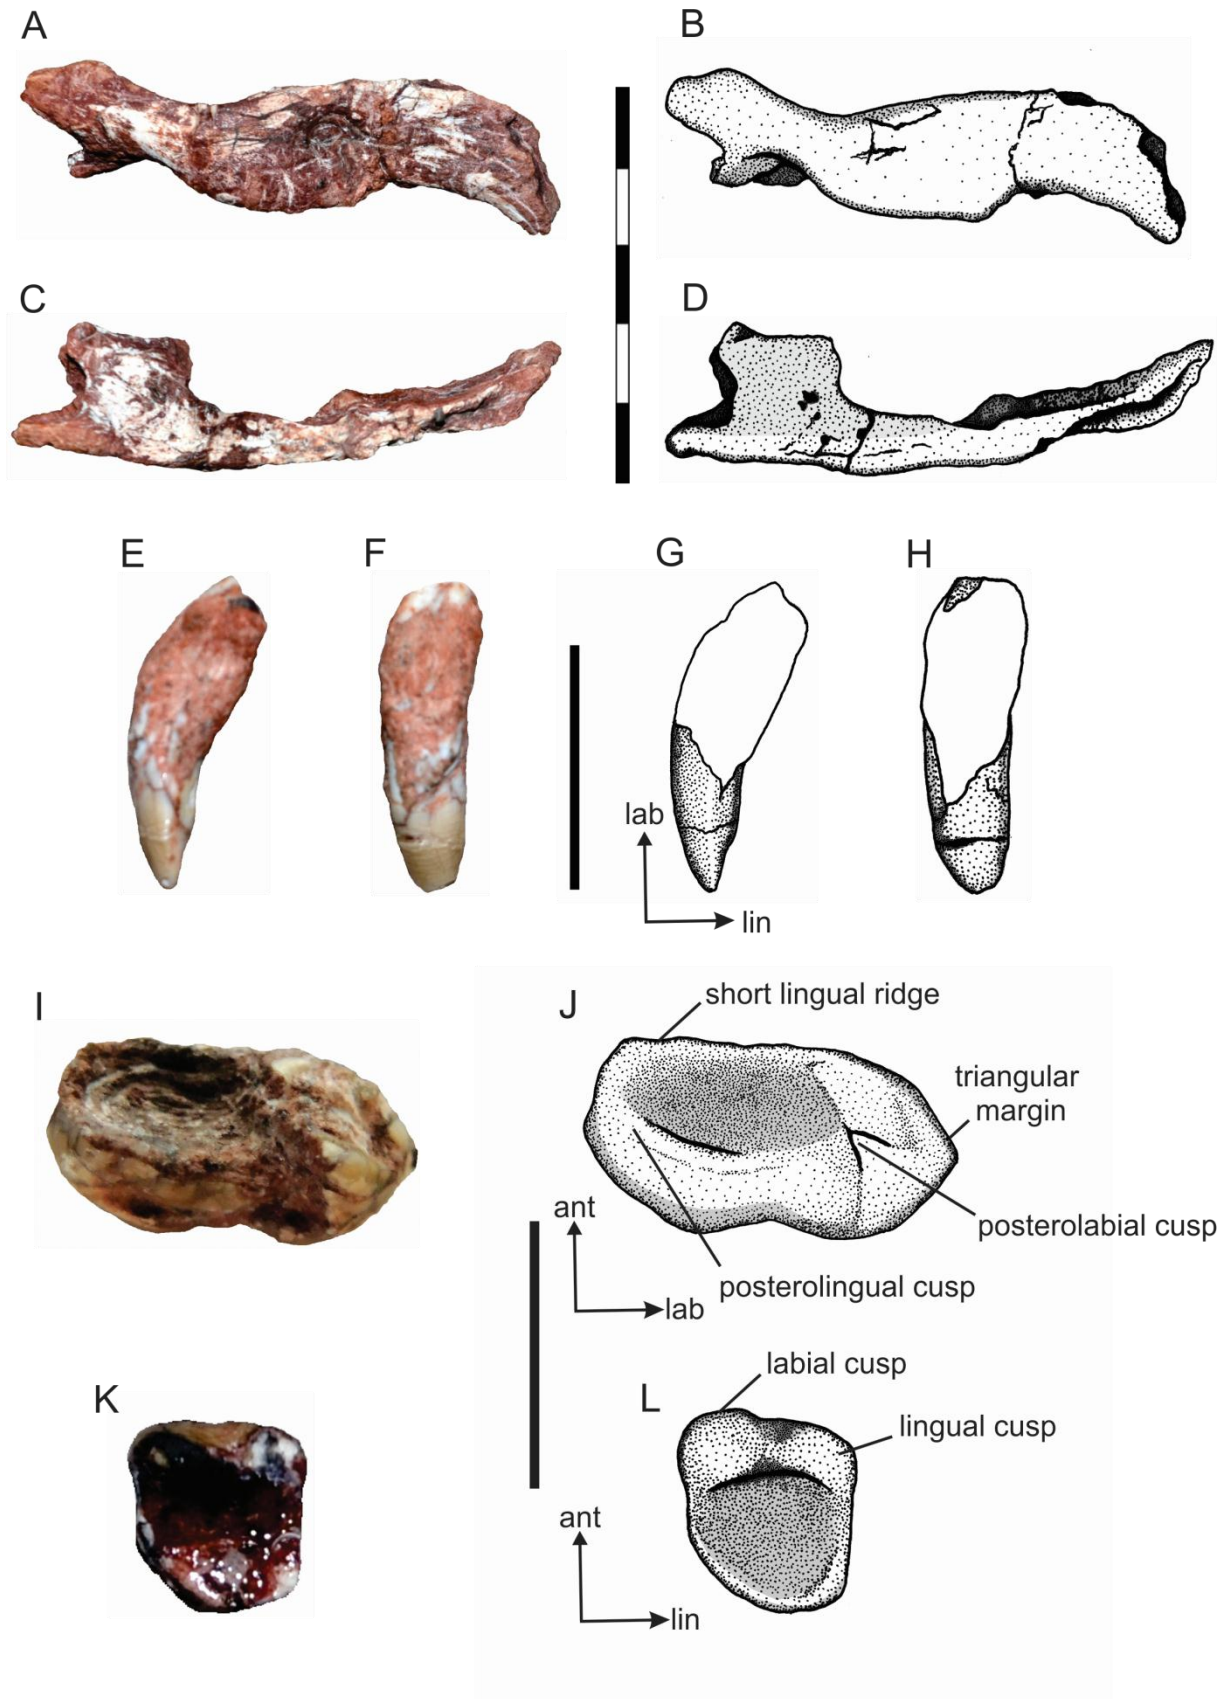 A
B
C
D
E
F
G
H
lab
lin
I
J
short lingual ridge
triangular
margin
posterolabial cusp
ant
posterolingual cusp
lab
K
labial cusp
L
lingual cusp
ant
lin